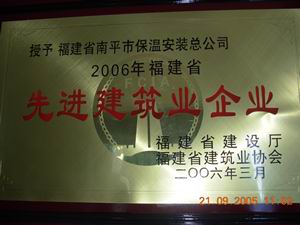 授予 福建省南平市保温安装总公司
2006年福建省
先进建筑业企业
福建省建设厅
福建省建筑业协会
二〇〇六年三月